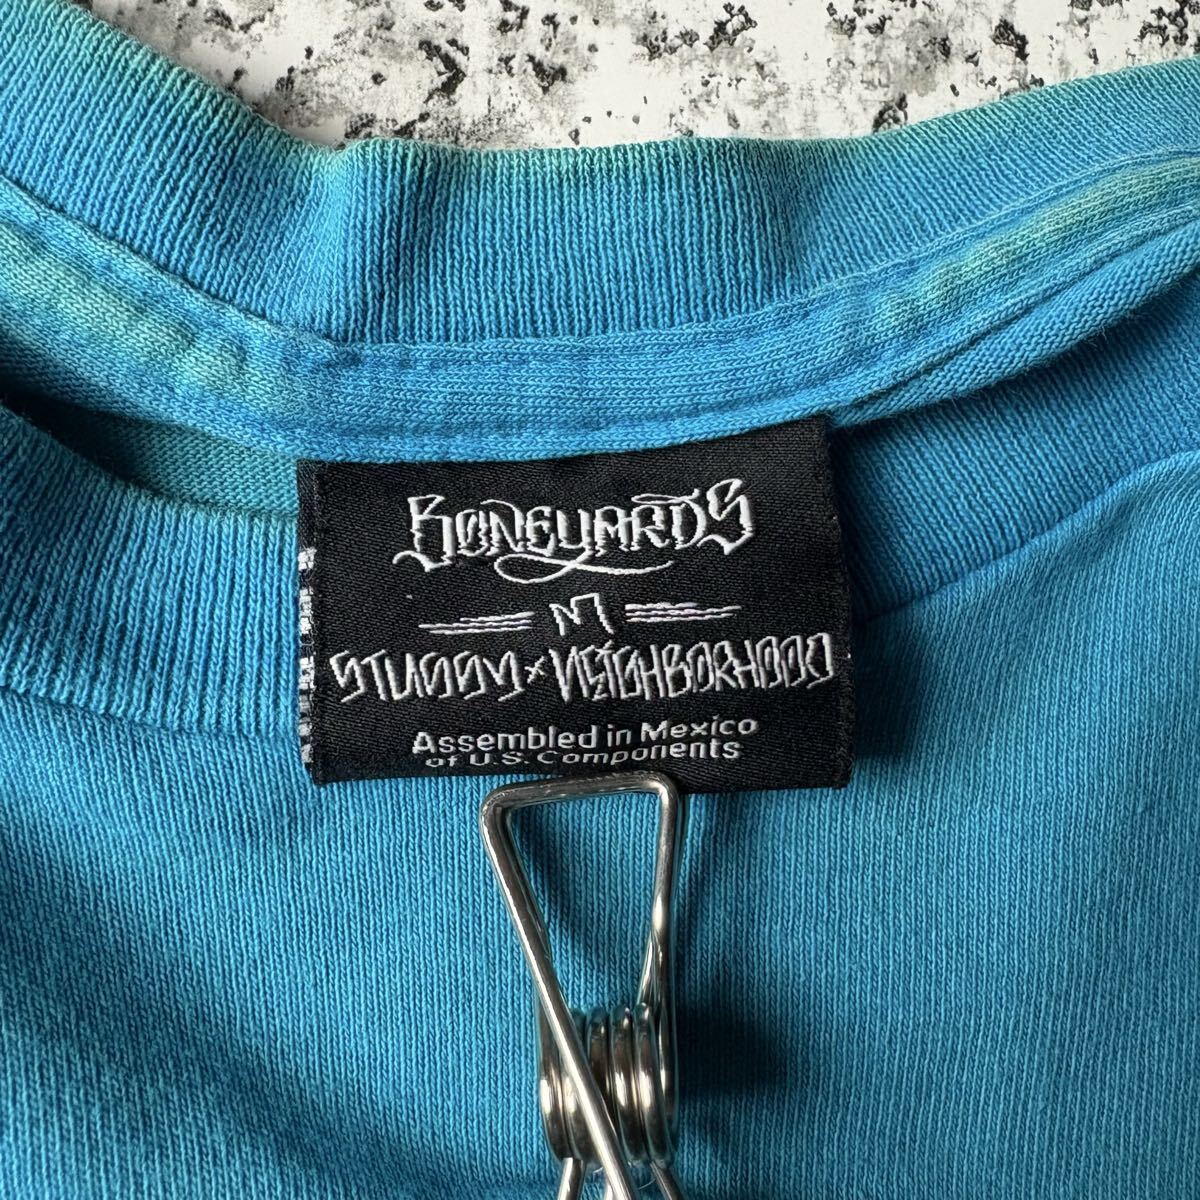 BONEYARDS
M
STUSSY × NEIGHBORHOOD
Assembled in Mexico
of U.S. Components